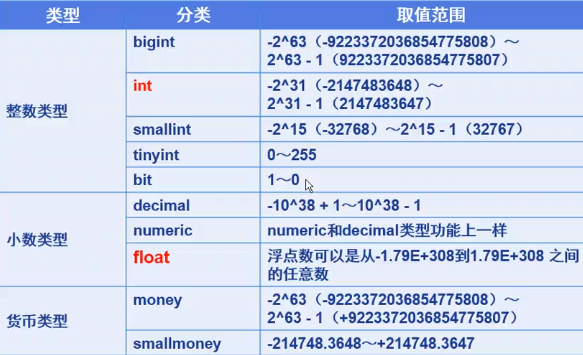 类型 分类 取值范围
整数类型
bigint
-2^63（-9223372036854775808）～
2^63 - 1（9223372036854775807）
int
-2^31（-2147483648）～
2^31 - 1（2147483647）
smallint
-2^15（-32768）～2^15 - 1（32767）
tinyint
0～255
bit
1～0
小数类型
decimal
-10^38 + 1～10^38 - 1
numeric
numeric和decimal类型功能上一样
float
浮点数可以是从-1.79E+308到1.79E+308 之间
的任意数
货币类型
money
-2^63（-9223372036854775808）～
2^63 - 1（+9223372036854775807）
smallmoney
-214748.3648～+214748.3647